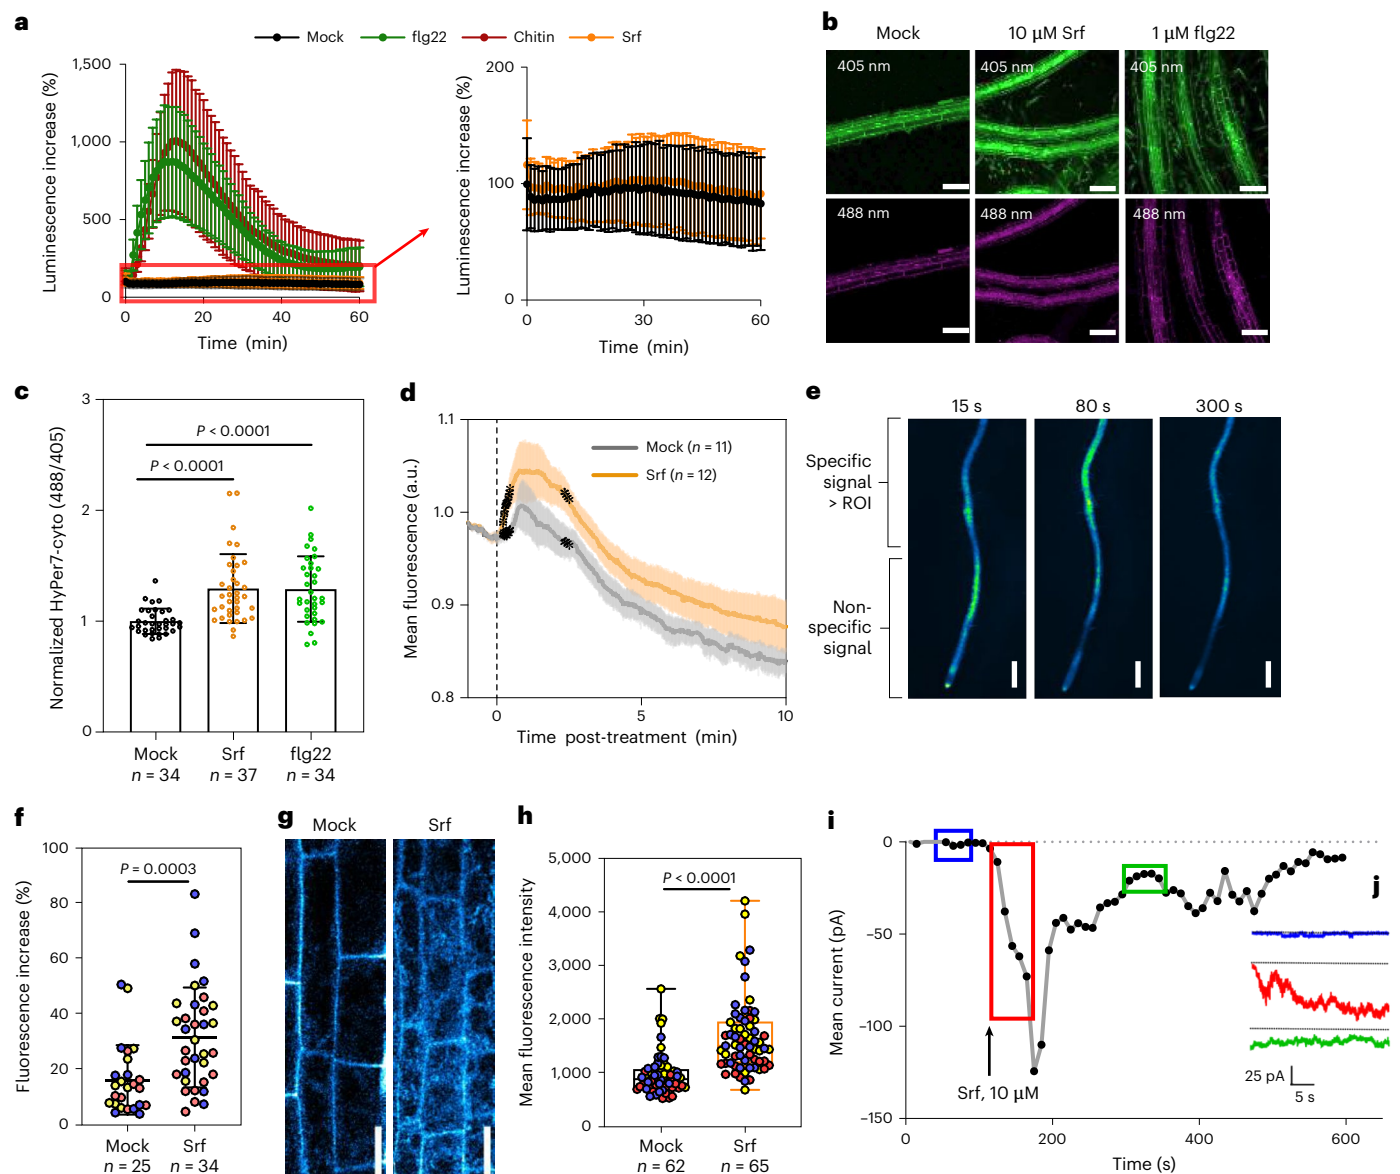 a
Mock flg22 Chitin Srf
Luminescence increase (%)
1,500
1,000
500
0
0 20 40 60
Time (min)
Luminescence increase (%)
200
100
0
0 30 60
Time (min)
b
Mock 10 µM Srf 1 µM flg22
405 nm 405 nm 405 nm
488 nm 488 nm 488 nm
c
Normalized HyPer7-cyto (488/405)
3
2
1
0
P < 0.0001
P < 0.0001
Mock Srf flg22
n = 34 n = 37 n = 34
d
Mean fluorescence (a.u.)
1.1
1.0
0.9
0.8
Mock (n = 11)
Srf (n = 12)
0 5 10
Time post-treatment (min)
e
15 s 80 s 300 s
Specific
signal
> ROI
Non-
specific
signal
f
Fluorescence increase (%)
100
80
60
40
20
0
P = 0.0003
Mock Srf
n = 25 n = 34
g
Mock Srf
h
Mean fluorescence intensity
5,000
4,000
3,000
2,000
1,000
0
P < 0.0001
Mock Srf
n = 62 n = 65
i
Mean current (pA)
0
−50
−100
−150
Srf, 10 µM
0 200 400 600
Time (s)
j
25 pA
5 s